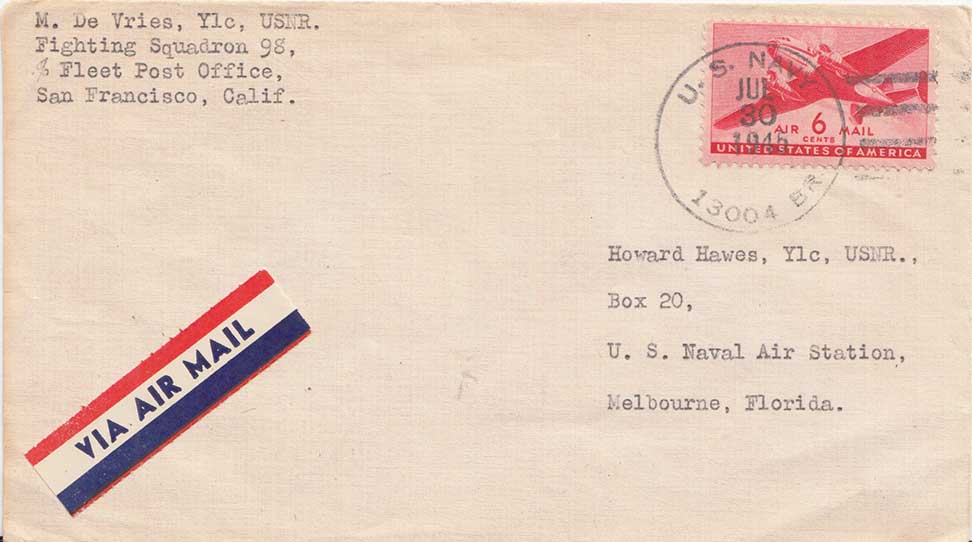 M. De Vries, Ylc, USNR.
Fighting Squadron 98,
℅ Fleet Post Office,
San Francisco, Calif.
U. S. NAVY
JUL
30
1945
13004 BR.
AIR 6 MAIL
CENTS
UNITED STATES OF AMERICA
Howard Hawes, Ylc, USNR.,
Box 20,
U. S. Naval Air Station,
Melbourne, Florida.
VIA AIR MAIL